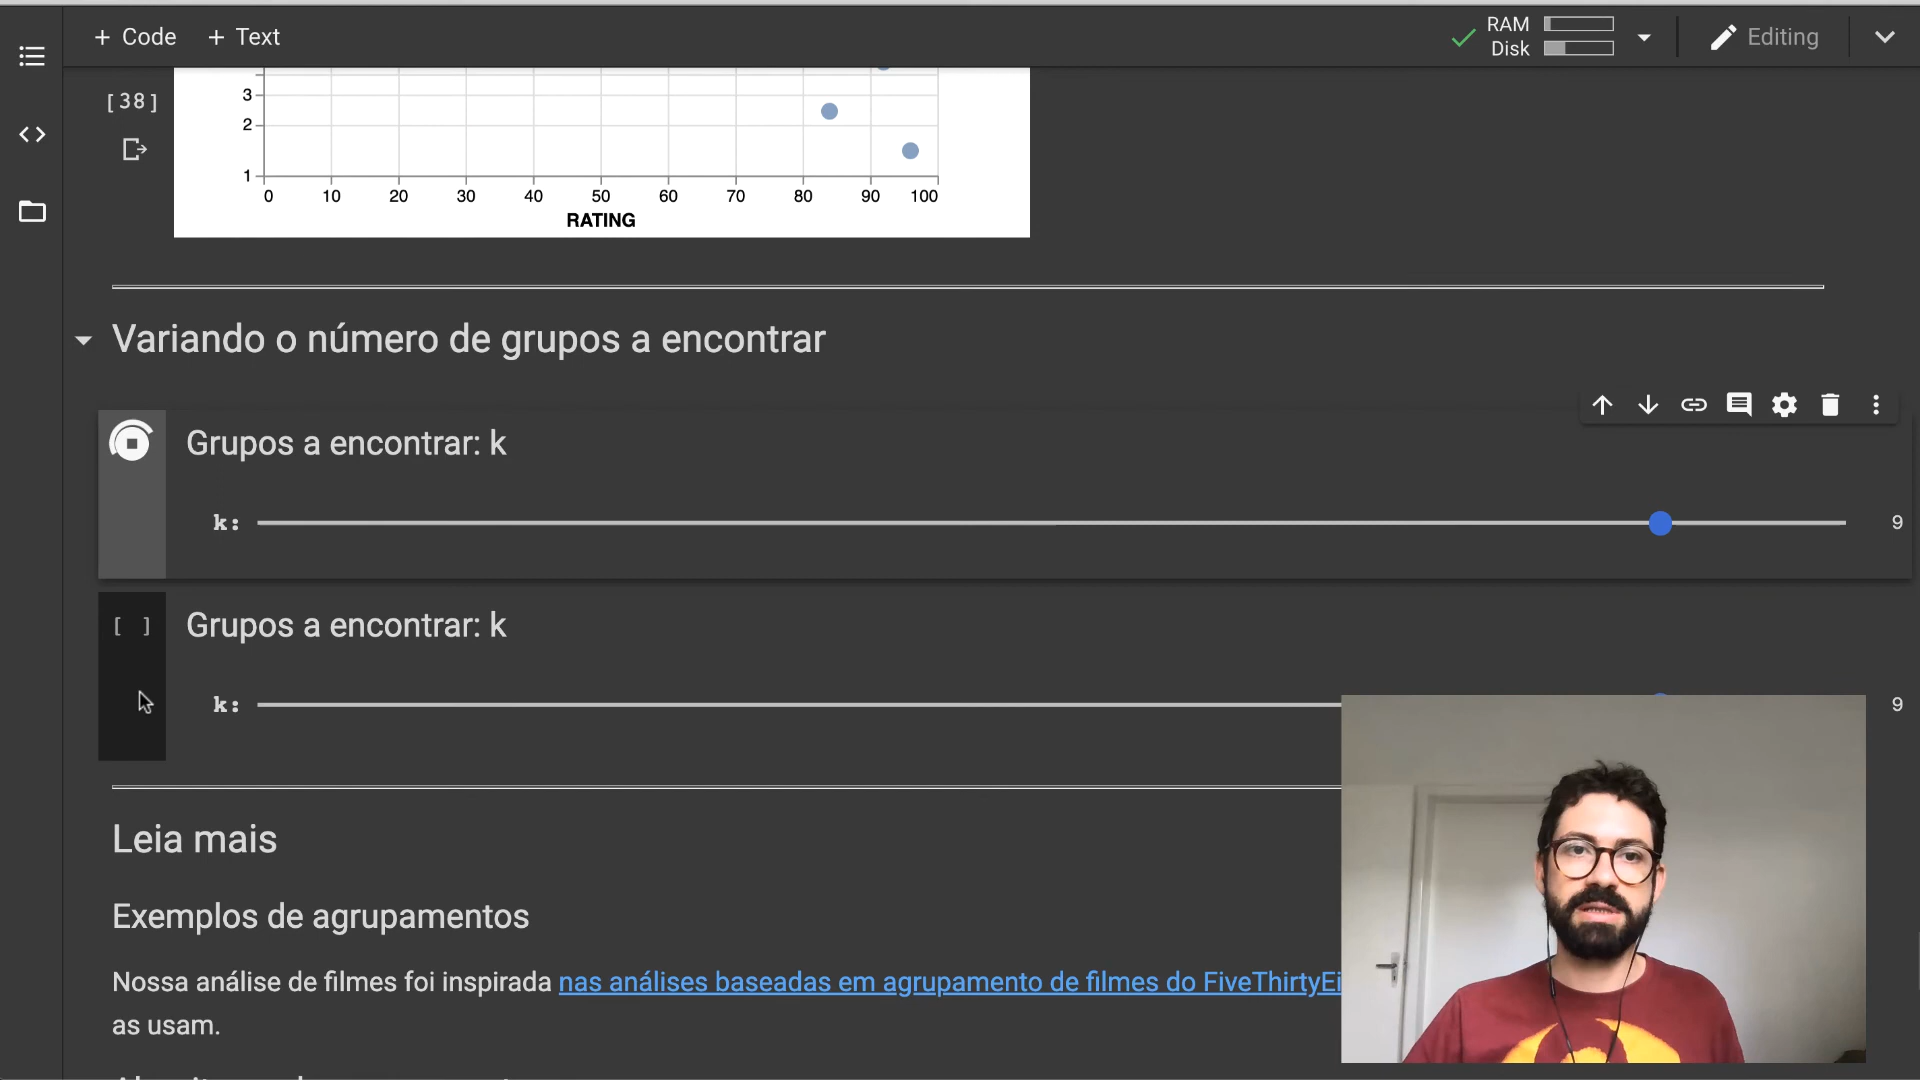 + Code + Text
RAM
Disk
Editing
[38]
3
2
1
0 10 20 30 40 50 60 70 80 90 100
RATING
Variando o número de grupos a encontrar
Grupos a encontrar: k
k: 9
[ ] Grupos a encontrar: k
k: 9
Leia mais
Exemplos de agrupamentos
Nossa análise de filmes foi inspirada nas análises baseadas em agrupamento de filmes do FiveThirtyEi
as usam.